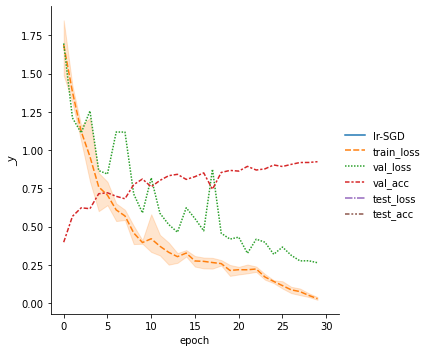 1.75
1.50
1.25
1.00
0.75
0.50
0.25
0.00
_y
0 5 10 15 20 25 30
epoch
lr-SGD
train_loss
val_loss
val_acc
test_loss
test_acc